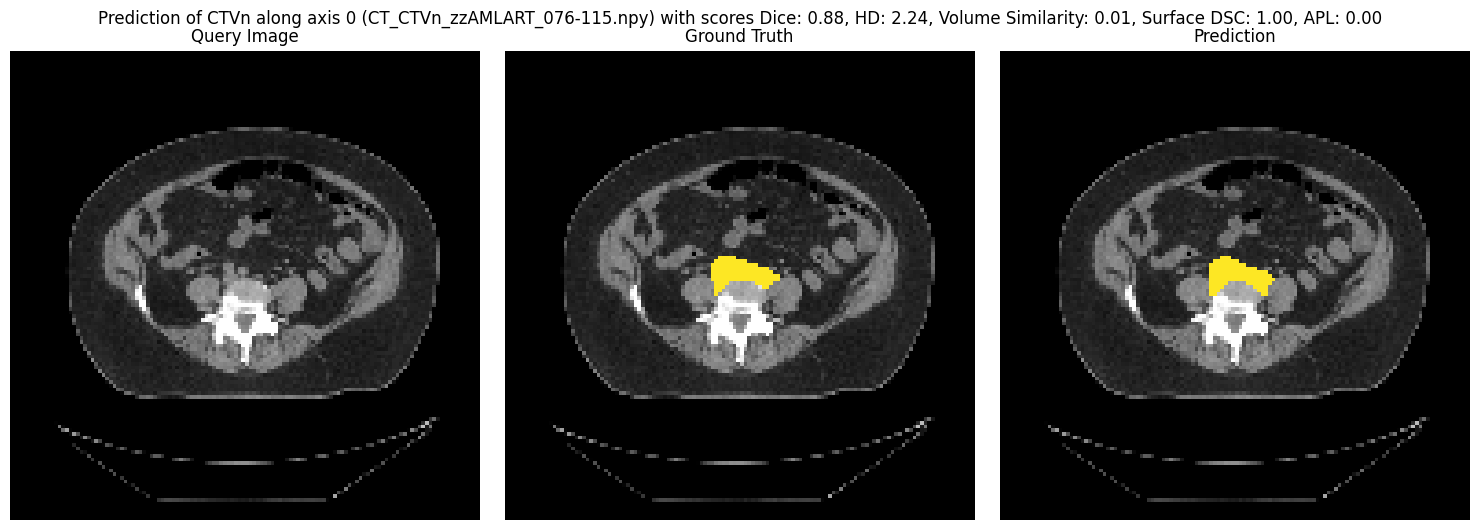 Prediction of CTVn along axis 0 (CT_CTVn_zzAMLART_076-115.npy) with scores Dice: 0.88, HD: 2.24, Volume Similarity: 0.01, Surface DSC: 1.00, APL: 0.00
Query Image
Ground Truth
Prediction